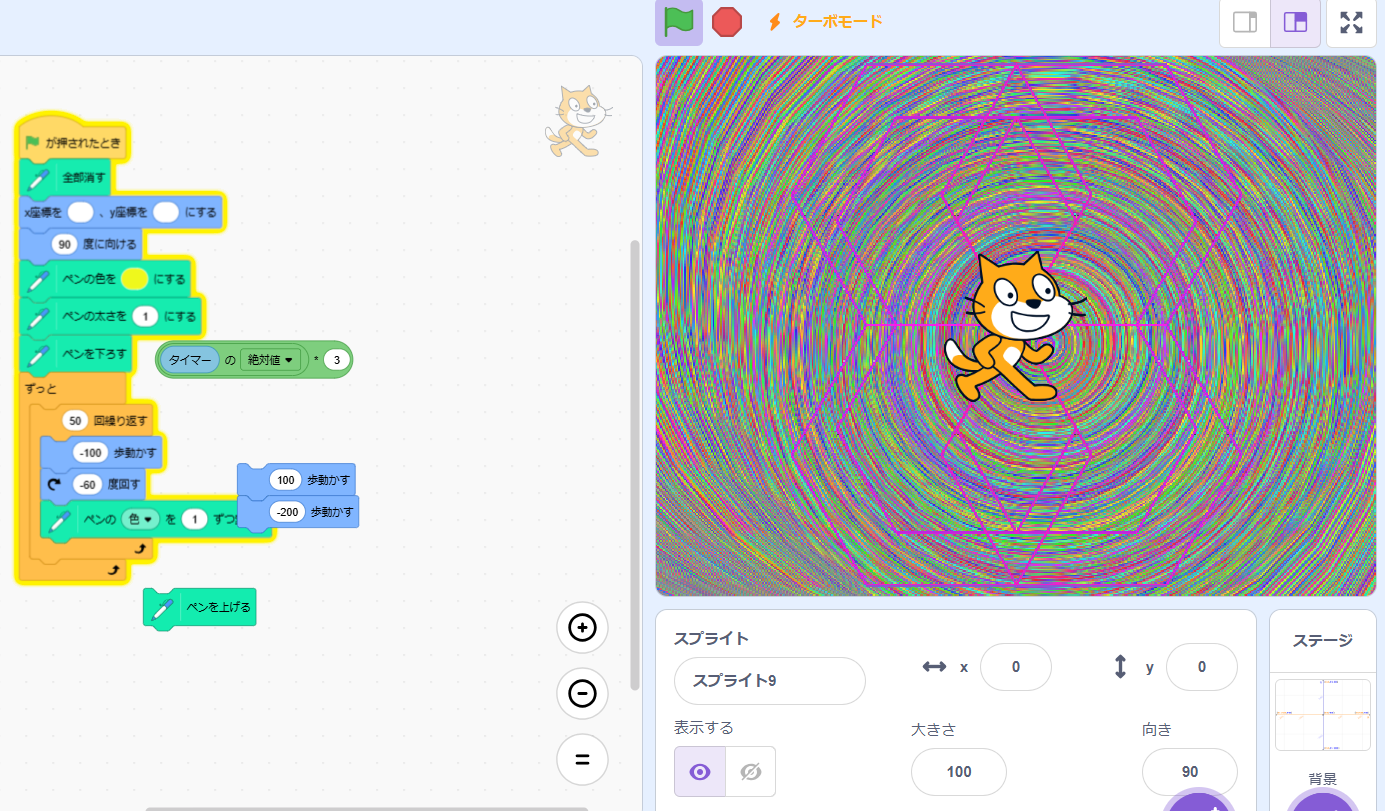 ターボモード
が押されたとき
全部消す
x座標を 、y座標を にする
90 度に向ける
ペンの色を にする
ペンの太さを 1 にする
ペンを下ろす
タイマー の 絶対値 * 3
ずっと
50 回繰り返す
-100 歩動かす
-60 度回す
ペンの 色 を 1 ずつ
100 歩動かす
-200 歩動かす
ペンを上げる
スプライト
スプライト9
x 0
y 0
表示する
大きさ
100
向き
90
ステージ
背景